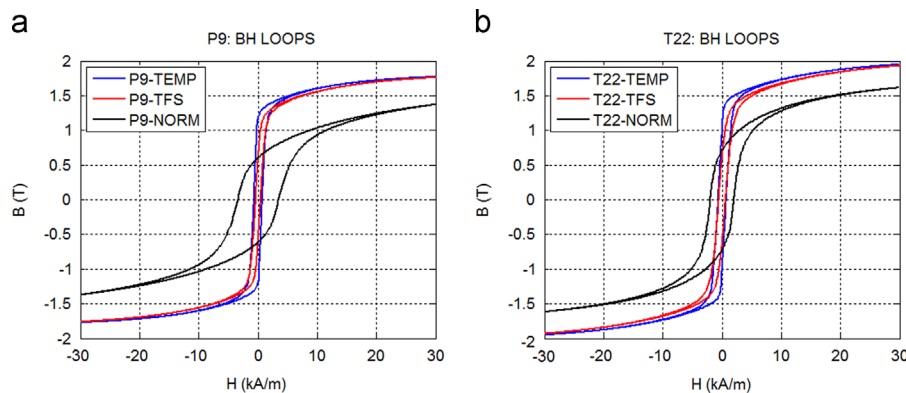 a
P9: BH LOOPS
2
1.5
1
0.5
0
-0.5
-1
-1.5
-2
B (T)
P9-TEMP
P9-TFS
P9-NORM
-30
-20
-10
0
10
20
30
H (kA/m)
b
T22: BH LOOPS
2
1.5
1
0.5
0
-0.5
-1
-1.5
-2
B (T)
T22-TEMP
T22-TFS
T22-NORM
-30
-20
-10
0
10
20
30
H (kA/m)